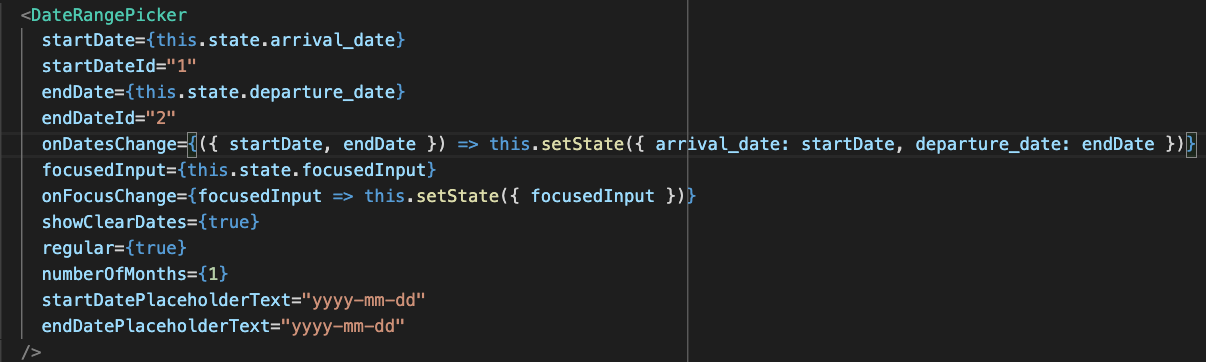 <DateRangePicker
startDate={this.state.arrival_date}
startDateId="1"
endDate={this.state.departure_date}
endDateId="2"
onDatesChange={({ startDate, endDate }) => this.setState({ arrival_date: startDate, departure_date: endDate })}
focusedInput={this.state.focusedInput}
onFocusChange={focusedInput => this.setState({ focusedInput })}
showClearDates={true}
regular={true}
numberOfMonths={1}
startDatePlaceholderText="yyyy-mm-dd"
endDatePlaceholderText="yyyy-mm-dd"
/>